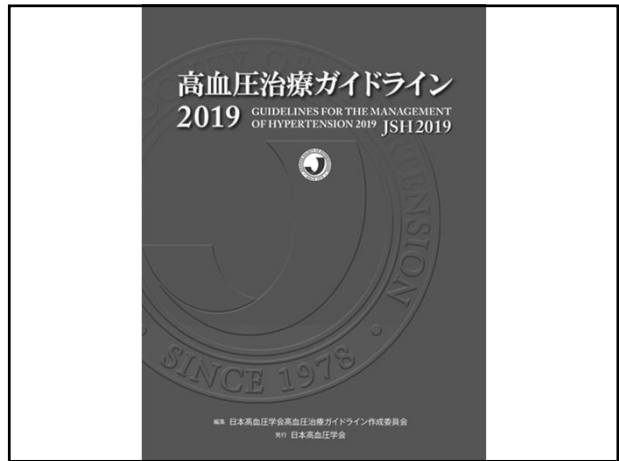 高血圧治療ガイドライン
2019 GUIDELINES FOR THE MANAGEMENT
OF HYPERTENSION 2019 JSH2019
SINCE 1978
編集 日本高血圧学会高血圧治療ガイドライン作成委員会
発行 日本高血圧学会